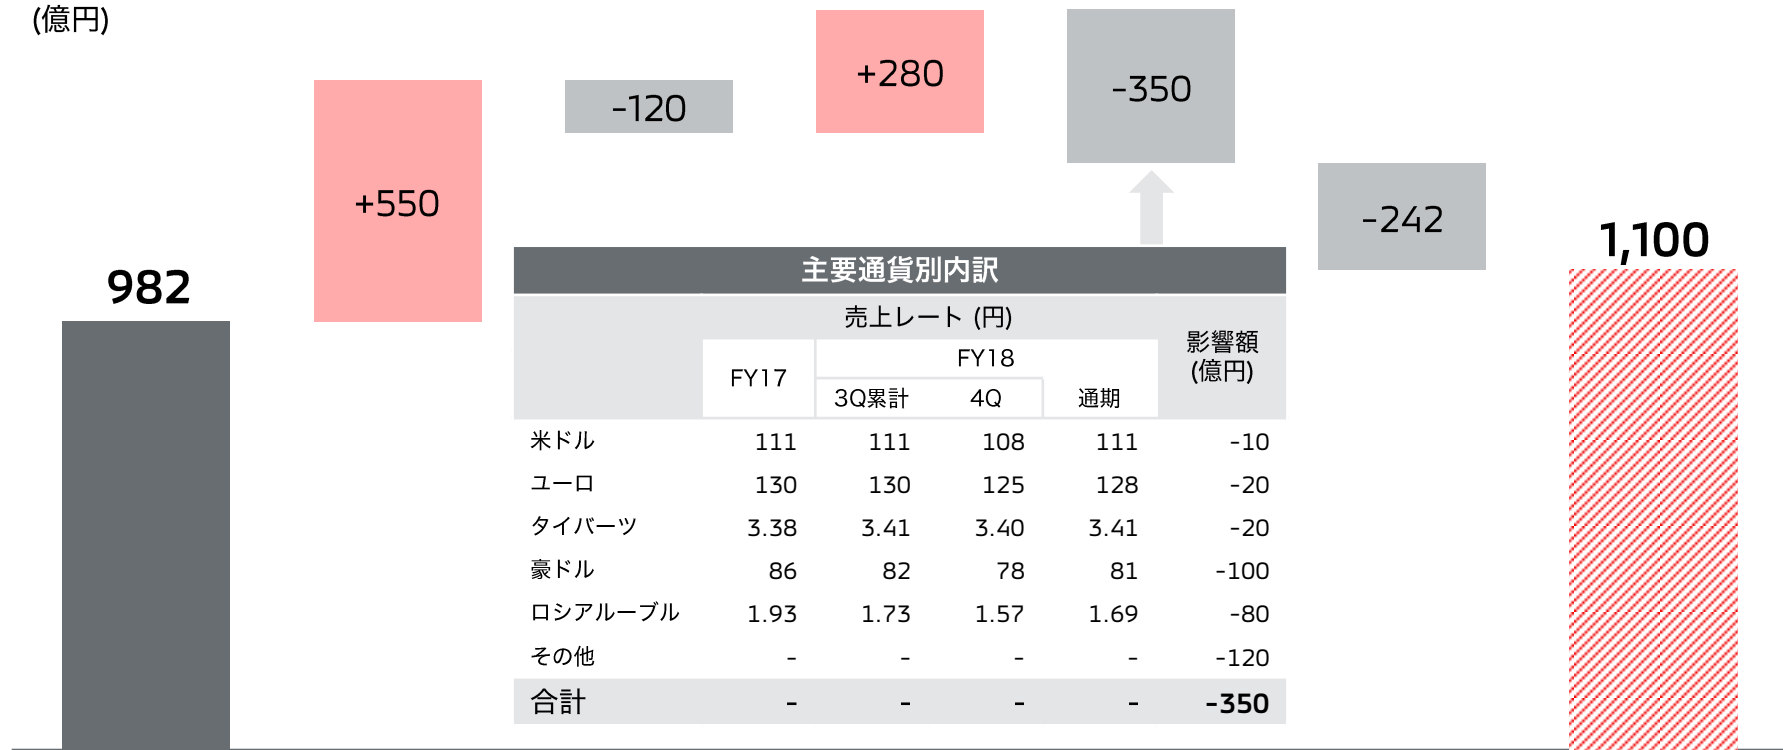 (億円)
+280
-350
-120
+550
-242
1,100
982
主要通貨別内訳
売上レート (円)
影響額
(億円)
FY17
FY18
3Q累計 4Q 通期
米ドル 111 111 108 111 -10
ユーロ 130 130 125 128 -20
タイバーツ 3.38 3.41 3.40 3.41 -20
豪ドル 86 82 78 81 -100
ロシアルーブル 1.93 1.73 1.57 1.69 -80
その他 - - - - -120
合計 - - - - -350